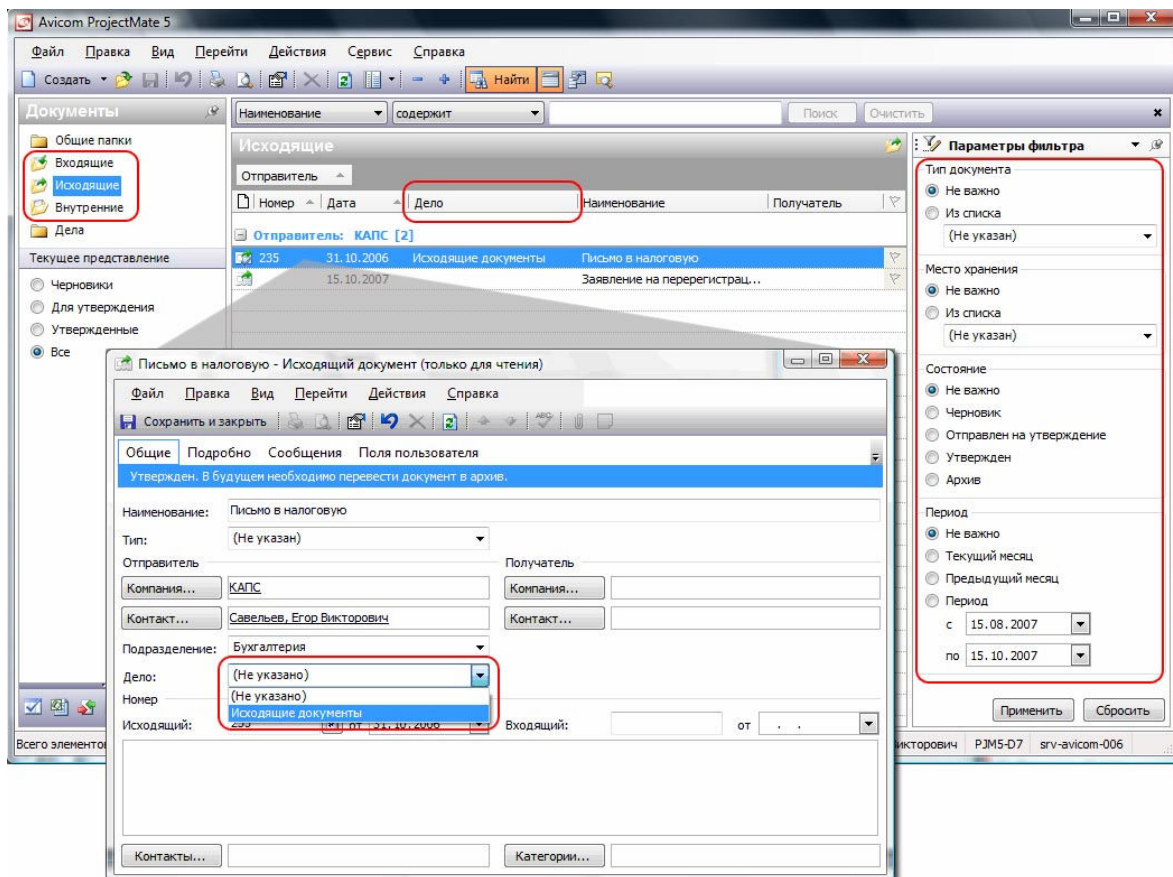 Avicom ProjectMate 5
Файл Правка Вид Перейти Действия Сервис Справка
Создать Найти
Документы
Общие папки
Входящие
Исходящие
Внутренние
Дела
Текущее представление
Черновики
Для утверждения
Утвержденные
Все
Наименование содержит Поиск Очистить
Исходящие
Отправитель
Номер Дата Дело Наименование Получатель
Отправитель: КАПС [2]
235 31.10.2006 Исходящие документы Письмо в налоговую
15.10.2007 Заявление на перерегистрац...
Параметры фильтра
Тип документа
Не важно
Из списка
(Не указан)
Место хранения
Не важно
Из списка
(Не указан)
Состояние
Не важно
Черновик
Отправлен на утверждение
Утвержден
Архив
Период
Не важно
Текущий месяц
Предыдущий месяц
Период
с 15.08.2007
по 15.10.2007
Применить Сбросить
Письмо в налоговую - Исходящий документ (только для чтения)
Файл Правка Вид Перейти Действия Справка
Сохранить и закрыть ABC
Общие Подробно Сообщения Поля пользователя
Утвержден. В будущем необходимо перевести документ в архив.
Наименование: Письмо в налоговую
Тип: (Не указан)
Отправитель Получатель
Компания... КАПС Компания...
Контакт... Савельев, Егор Викторович Контакт...
Подразделение: Бухгалтерия
Дело: (Не указано)
(Не указано)
Номер
Исходящие документы
Исходящий: 235 от 31.10.2006 Входящий: от . .
Контакты... Категории...
Всего элементо икторович PJM5-D7 srv-avicom-006